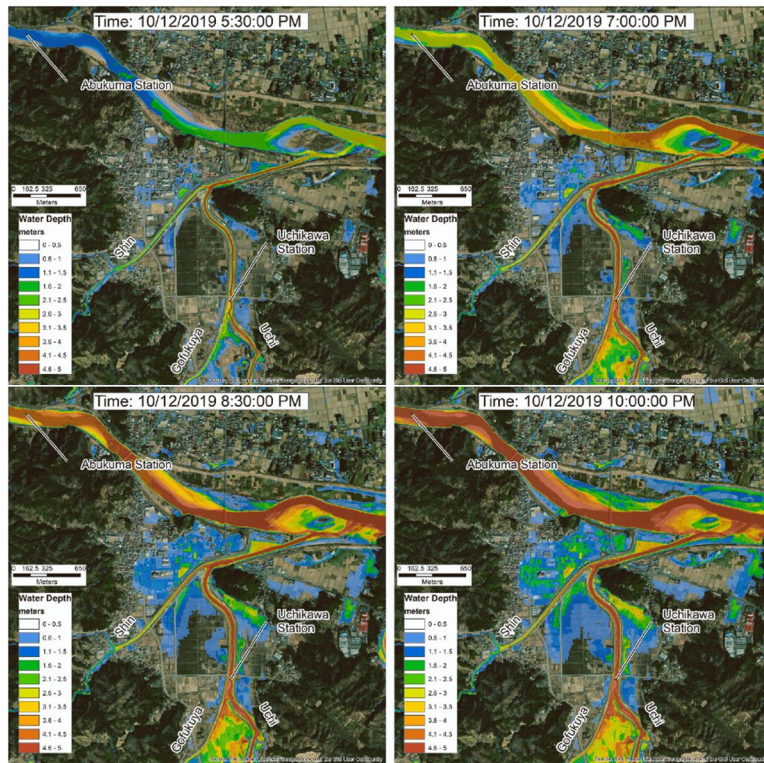 Time: 10/12/2019 5:30:00 PM
Abukuma Station
0 162.5 325 650
Meters
Shin
Uchikawa
Station
Water Depth
meters
0 - 0.5
0.6 - 1
1.1 - 1.5
1.6 - 2
2.1 - 2.5
2.6 - 3
3.1 - 3.5
3.6 - 4
4.1 - 4.5
4.6 - 5
Gofukuya
Uchi
Time: 10/12/2019 7:00:00 PM
Abukuma Station
0 162.5 325 650
Meters
Shin
Uchikawa
Station
Water Depth
meters
0 - 0.5
0.6 - 1
1.1 - 1.5
1.6 - 2
2.1 - 2.5
2.6 - 3
3.1 - 3.5
3.6 - 4
4.1 - 4.5
4.6 - 5
Gofukuya
Uchi
Time: 10/12/2019 8:30:00 PM
Abukuma Station
0 162.5 325 650
Meters
Shin
Uchikawa
Station
Water Depth
meters
0 - 0.5
0.6 - 1
1.1 - 1.5
1.6 - 2
2.1 - 2.5
2.6 - 3
3.1 - 3.5
3.6 - 4
4.1 - 4.5
4.6 - 5
Gofukuya
Uchi
Time: 10/12/2019 10:00:00 PM
Abukuma Station
0 162.5 325 650
Meters
Shin
Uchikawa
Station
Water Depth
meters
0 - 0.5
0.6 - 1
1.1 - 1.5
1.6 - 2
2.1 - 2.5
2.6 - 3
3.1 - 3.5
3.6 - 4
4.1 - 4.5
4.6 - 5
Gofukuya
Uchi